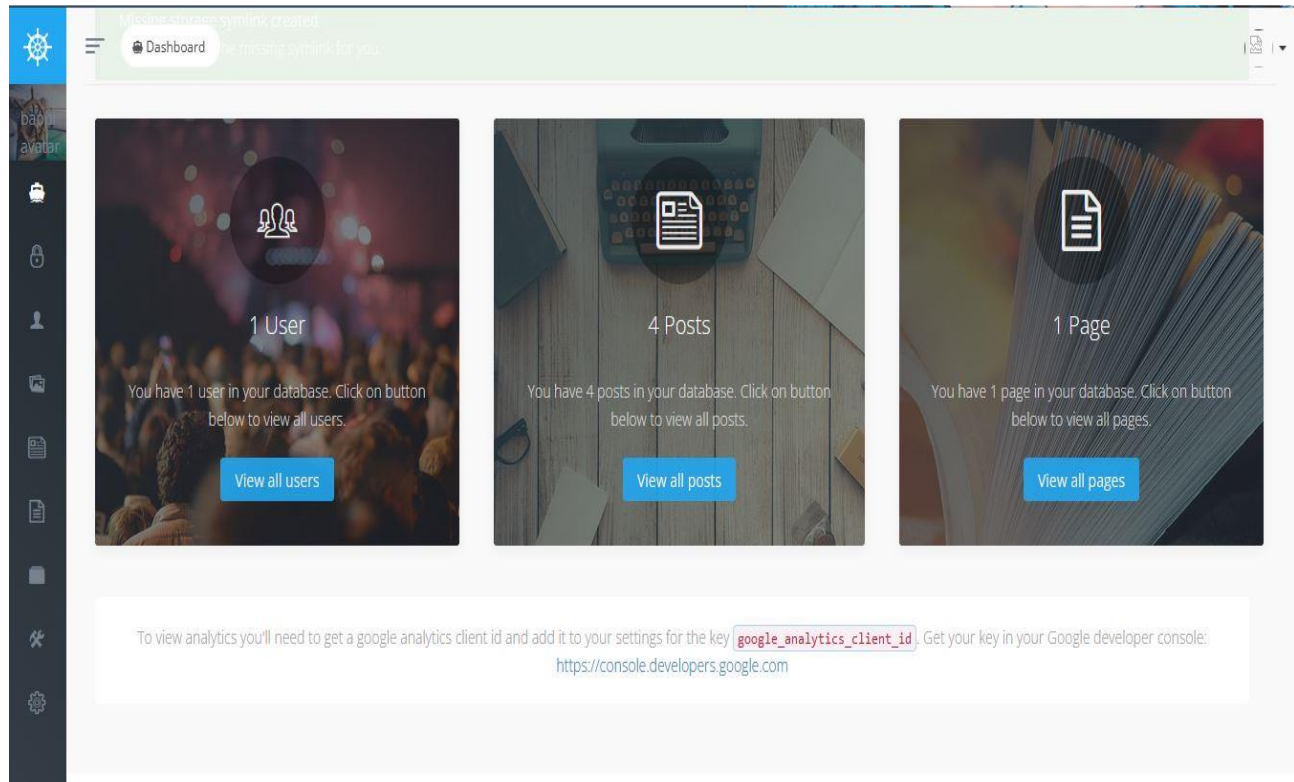 Missing storage symlink created
Dashboard
he missing symlink for you.
avatar
1 User
You have 1 user in your database. Click on button
below to view all users.
View all users
4 Posts
You have 4 posts in your database. Click on button
below to view all posts.
View all posts
1 Page
You have 1 page in your database. Click on button
below to view all pages.
View all pages
To view analytics you'll need to get a google analytics client id and add it to your settings for the key google_analytics_client_id. Get your key in your Google developer console:
https://console.developers.google.com